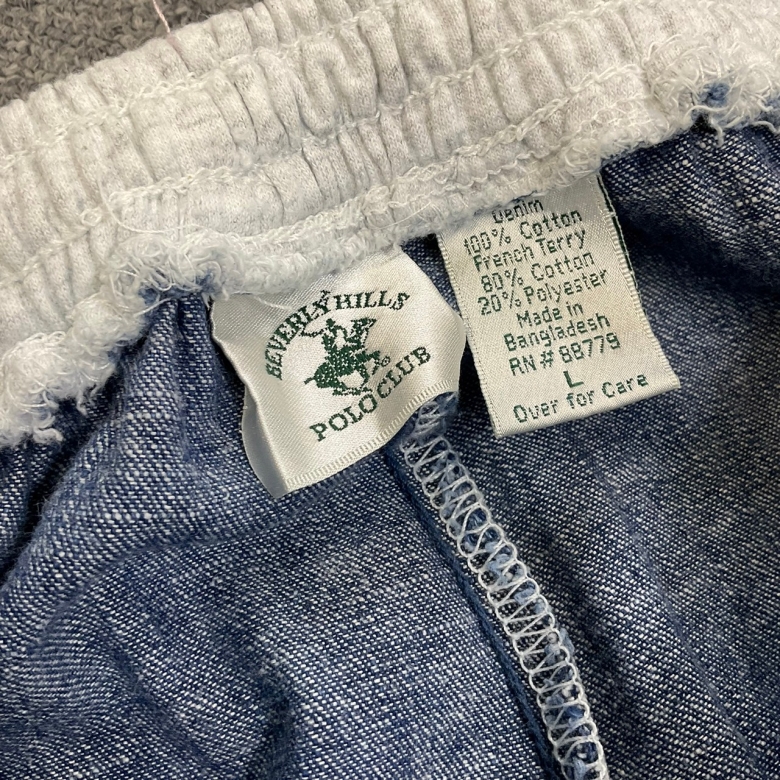 BEVERLY HILLS
POLO CLUB
Denim
100% Cotton
French Terry
80% Cotton
20% Polyester
Made in
Bangladesh
RN # 88779
L
Over for Care